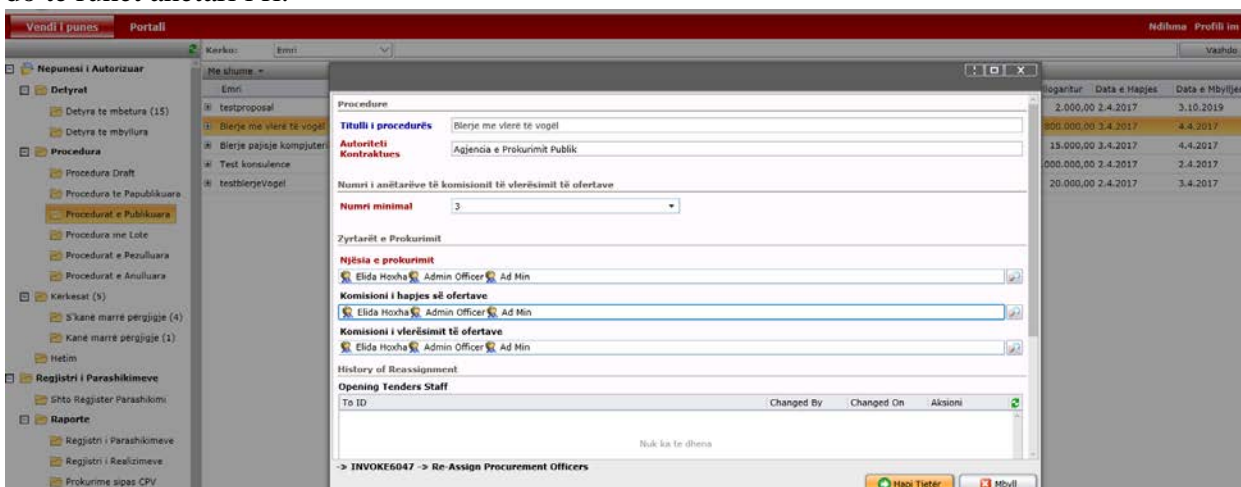 Vendi i punes Portali Ndihma Profili im
Kerko: Emri Vazhdo
Nepunesi i Autorizuar
Detyrat
Detyra te mbetura (15)
Detyra te mbyllura
Procedura
Procedura Draft
Procedura te Papublikuara
Procedurat e Publikuara
Procedura me Lote
Procedurat e Pezulluara
Procedurat e Anulluara
Kerkesat (5)
S'kane marre pergjigje (4)
Kane marre pergjigje (1)
Hetim
Regjistri i Parashikimeve
Shto Regjister Parashikimi
Raporte
Regjistri i Parashikimeve
Regjistri i Realizimeve
Prokurime sipas CPV
Me shume
Emri
testproposal
Blerje me vlere të vogël
Blerje pajisje kompjuteri
Test konsulence
testblerjeVogel
llogaritur Data e Hapjes Data e Mbylljes
2.000,00 2.4.2017 3.10.2019
800.000,00 3.4.2017 4.4.2017
15.000,00 3.4.2017 4.4.2017
.000.000,00 2.4.2017 2.4.2017
20.000,00 2.4.2017 3.4.2017
Procedure
Titulli i procedurës Blerje me vlerë të vogël
Autoriteti Kontraktues Agjencia e Prokurimit Publik
Numri i anëtarëve të komisionit të vlerësimit të ofertave
Numri minimal 3
Zyrtarët e Prokurimit
Njësia e prokurimit
Elida Hoxha Admin Officer Ad Min
Komisioni i hapjes së ofertave
Elida Hoxha Admin Officer Ad Min
Komisioni i vlerësimit të ofertave
Elida Hoxha Admin Officer Ad Min
History of Reassignment
Opening Tenders Staff
To ID Changed By Changed On Aksioni
Nuk ka te dhena
-> INVOKE6047 -> Re-Assign Procurement Officers
Hapi Tjeter Mbyll